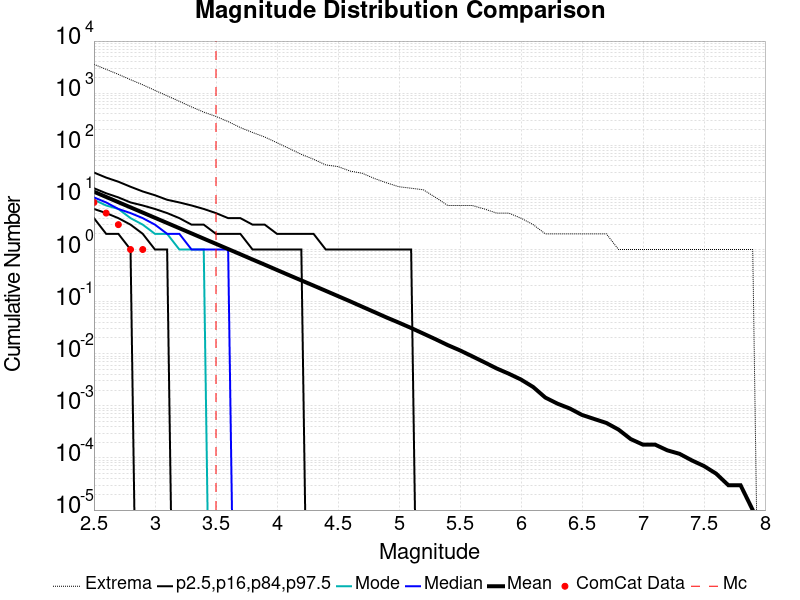 Magnitude Distribution Comparison
10 4
10 3
10 2
10 1
10 0
10 -1
10 -2
10 -3
10 -4
10 -5
Cumulative Number
2.5 3 3.5 4 4.5 5 5.5 6 6.5 7 7.5 8
Magnitude
Extrema p2.5,p16,p84,p97.5 Mode Median Mean ComCat Data Mc